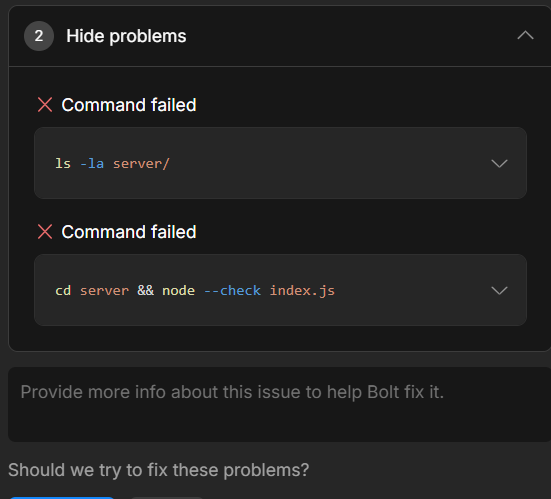 2 Hide problems
Command failed
ls -la server/
Command failed
cd server && node --check index.js
Provide more info about this issue to help Bolt fix it.
Should we try to fix these problems?